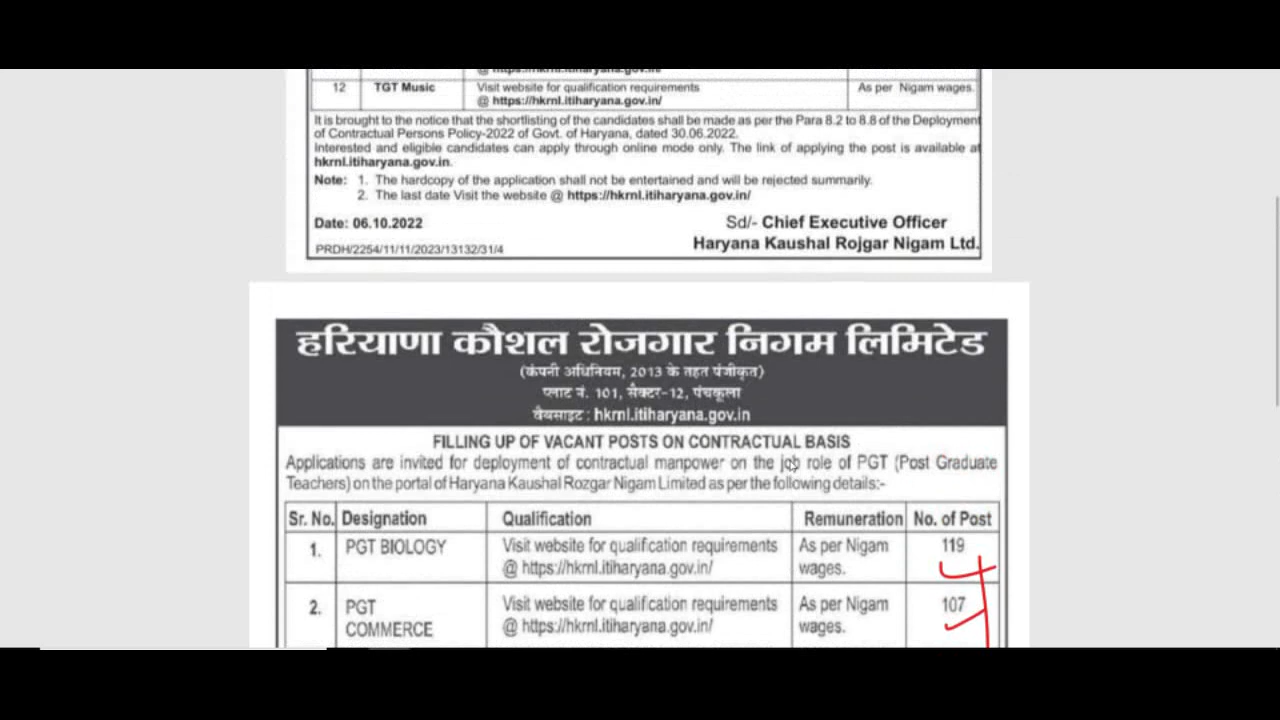 @ https://hkrnl.itiharyana.gov.in/
12 TGT Music Visit website for qualification requirements As per Nigam wages.
@ https://hkrnl.itiharyana.gov.in/
It is brought to the notice that the shortlisting of the candidates shall be made as per the Para 8.2 to 8.8 of the Deployment
of Contractual Persons Policy-2022 of Govt. of Haryana, dated 30.06.2022.
Interested and eligible candidates can apply through online mode only. The link of applying the post is available at
hkrnl.itiharyana.gov.in.
Note: 1. The hardcopy of the application shall not be entertained and will be rejected summarily.
2. The last date Visit the website @ https://hkrnl.itiharyana.gov.in/
Date: 06.10.2022 Sd/- Chief Executive Officer
PRDH/2254/11/11/2023/13132/31/4 Haryana Kaushal Rojgar Nigam Ltd.
हरियाणा कौशल रोजगार निगम लिमिटेड
(कंपनी अधिनियम, 2013 के तहत पंजीकृत)
प्लाट नं. 101, सैक्टर-12, पंचकूला
वैबसाइट : hkrnl.itiharyana.gov.in
FILLING UP OF VACANT POSTS ON CONTRACTUAL BASIS
Applications are invited for deployment of contractual manpower on the job role of PGT (Post Graduate
Teachers) on the portal of Haryana Kaushal Rozgar Nigam Limited as per the following details:-
Sr. No. Designation Qualification Remuneration No. of Post
1. PGT BIOLOGY Visit website for qualification requirements As per Nigam 119
@ https://hkrnl.itiharyana.gov.in/ wages.
2. PGT Visit website for qualification requirements As per Nigam 107
COMMERCE @ https://hkrnl.itiharyana.gov.in/ wages.